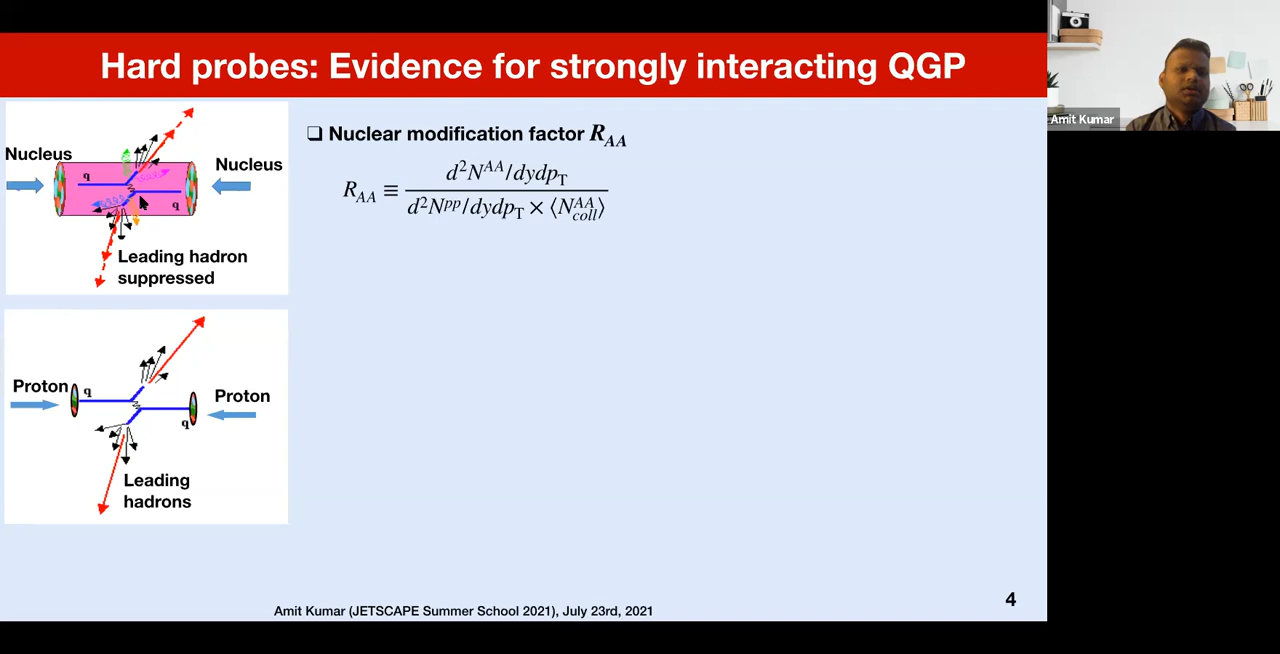 Hard probes: Evidence for strongly interacting QGP
Amit Kumar
Nucleus
Nucleus
q
q
Leading hadron
suppressed
❑ Nuclear modification factor R_AA
R_AA ≡ d²N^AA/dydp_T / d²N^pp/dydp_T × ⟨N^AA_coll⟩
Proton
q
Proton
q
Leading
hadrons
Amit Kumar (JETSCAPE Summer School 2021), July 23rd, 2021
4